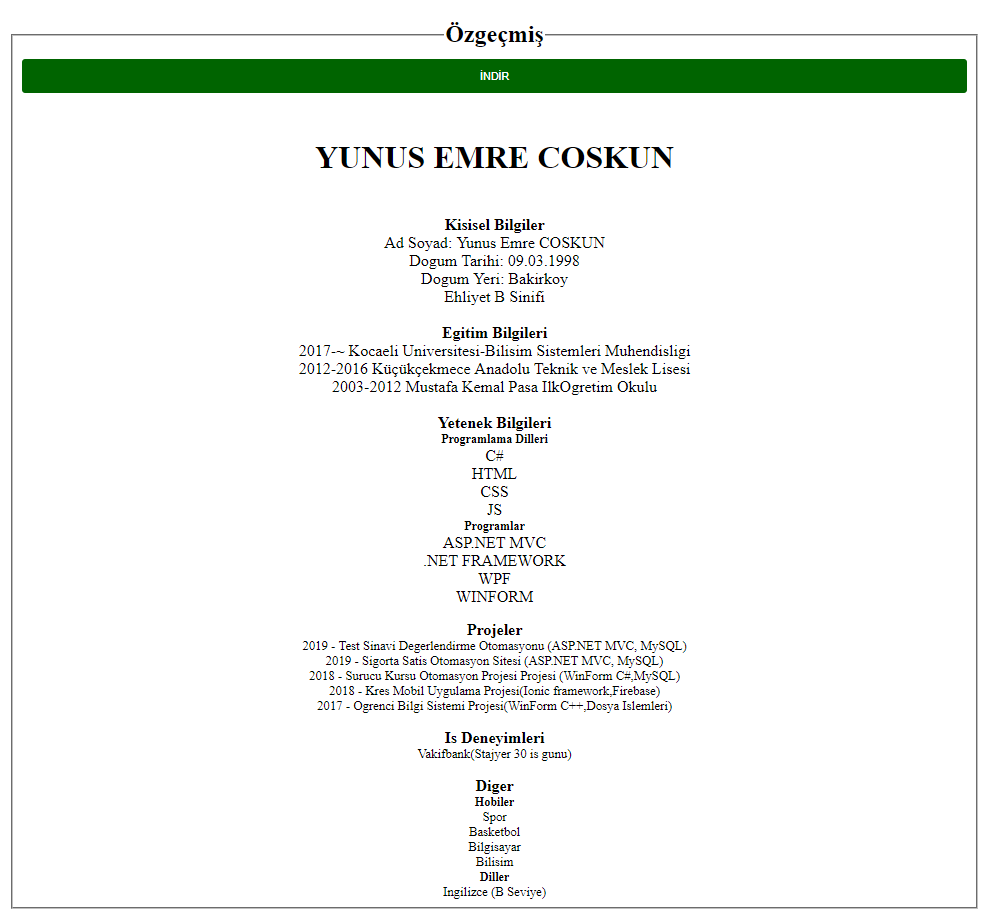 Özgeçmiş
İNDİR
YUNUS EMRE COSKUN
Kisisel Bilgiler
Ad Soyad: Yunus Emre COSKUN
Dogum Tarihi: 09.03.1998
Dogum Yeri: Bakirkoy
Ehliyet B Sinifi
Egitim Bilgileri
2017-~ Kocaeli Universitesi-Bilisim Sistemleri Muhendisligi
2012-2016 Küçükçekmece Anadolu Teknik ve Meslek Lisesi
2003-2012 Mustafa Kemal Pasa IlkOgretim Okulu
Yetenek Bilgileri
Programlama Dilleri
C#
HTML
CSS
JS
Programlar
ASP.NET MVC
.NET FRAMEWORK
WPF
WINFORM
Projeler
2019 - Test Sinavi Degerlendirme Otomasyonu (ASP.NET MVC, MySQL)
2019 - Sigorta Satis Otomasyon Sitesi (ASP.NET MVC, MySQL)
2018 - Surucu Kursu Otomasyon Projesi Projesi (WinForm C#,MySQL)
2018 - Kres Mobil Uygulama Projesi(Ionic framework,Firebase)
2017 - Ogrenci Bilgi Sistemi Projesi(WinForm C++,Dosya Islemleri)
Is Deneyimleri
Vakifbank(Stajyer 30 is gunu)
Diger
Hobiler
Spor
Basketbol
Bilgisayar
Bilisim
Diller
Ingilizce (B Seviye)